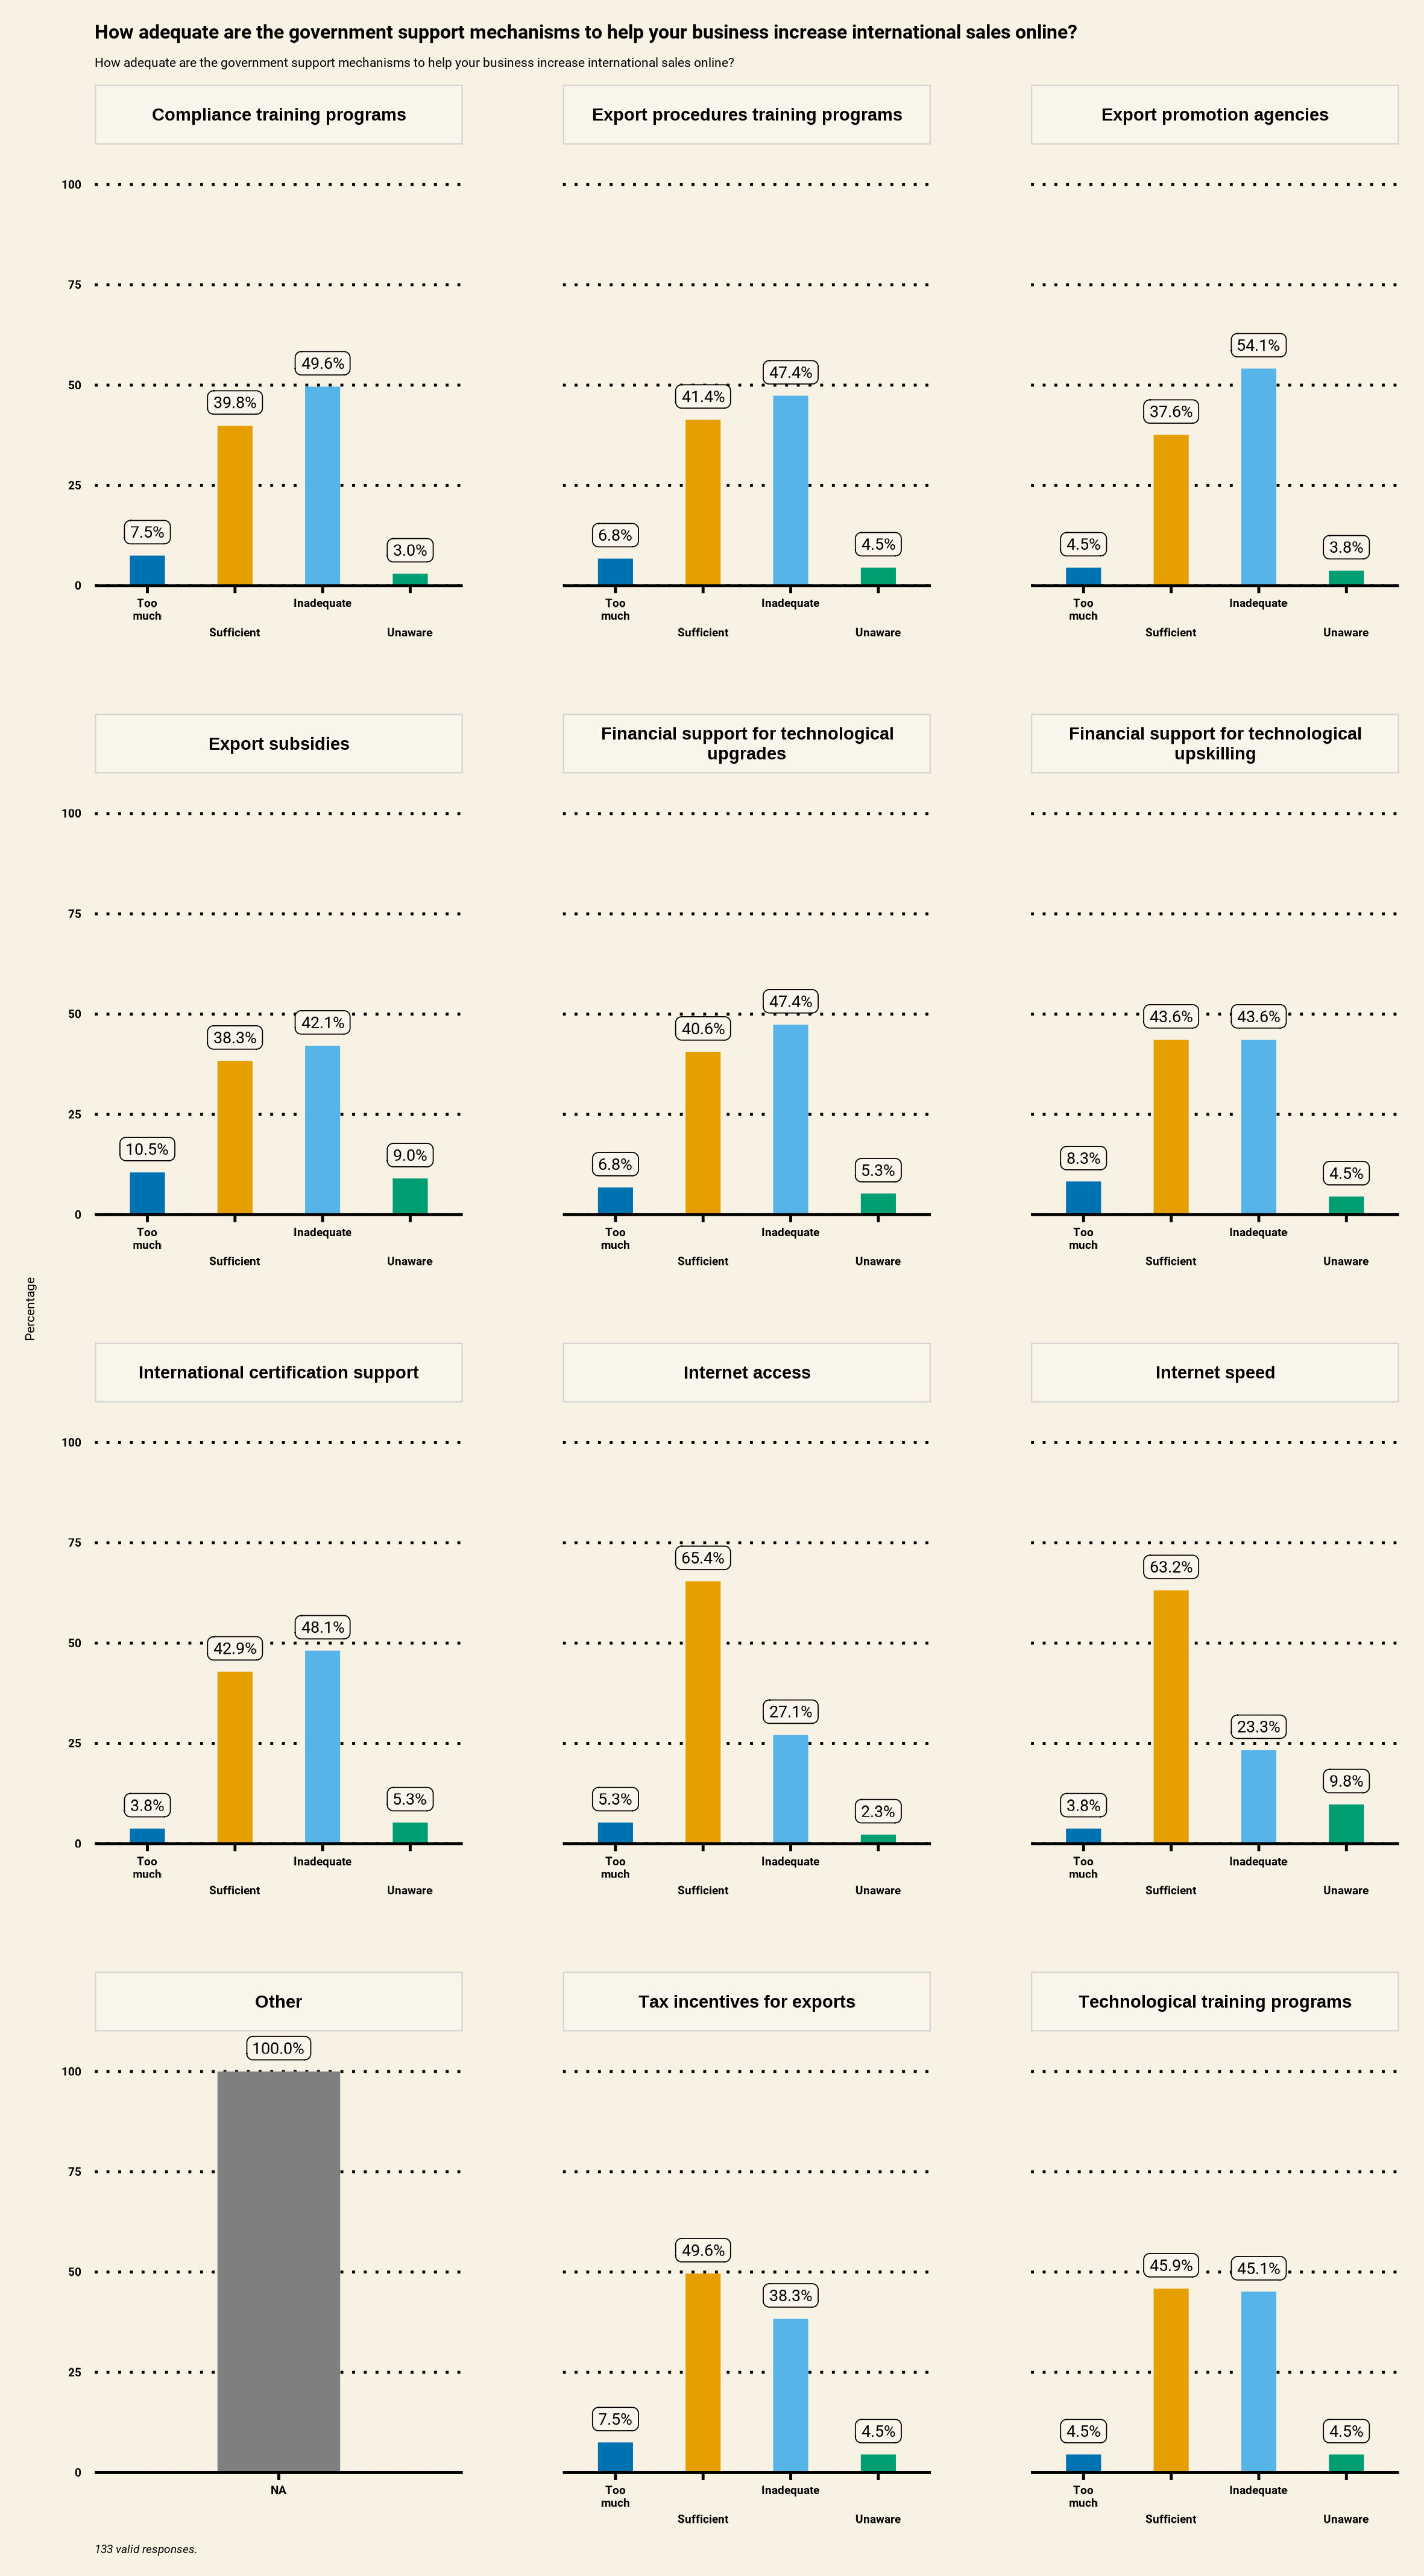 How adequate are the government support mechanisms to help your business increase international sales online?
How adequate are the government support mechanisms to help your business increase international sales online?
Compliance training programs
Export procedures training programs
Export promotion agencies
100
75
50
25
0
7.5%
39.8%
49.6%
3.0%
6.8%
41.4%
47.4%
4.5%
4.5%
37.6%
54.1%
3.8%
Too
much
Sufficient
Inadequate
Unaware
Too
much
Sufficient
Inadequate
Unaware
Too
much
Sufficient
Inadequate
Unaware
Export subsidies
Financial support for technological
upgrades
Financial support for technological
upskilling
100
75
50
25
0
10.5%
38.3%
42.1%
9.0%
6.8%
40.6%
47.4%
5.3%
8.3%
43.6%
43.6%
4.5%
Too
much
Sufficient
Inadequate
Unaware
Too
much
Sufficient
Inadequate
Unaware
Too
much
Sufficient
Inadequate
Unaware
Percentage
International certification support
Internet access
Internet speed
100
75
50
25
0
3.8%
42.9%
48.1%
5.3%
5.3%
65.4%
27.1%
2.3%
3.8%
63.2%
23.3%
9.8%
Too
much
Sufficient
Inadequate
Unaware
Too
much
Sufficient
Inadequate
Unaware
Too
much
Sufficient
Inadequate
Unaware
Other
Tax incentives for exports
Technological training programs
100
75
50
25
0
100.0%
7.5%
49.6%
38.3%
4.5%
4.5%
45.9%
45.1%
4.5%
NA
Too
much
Sufficient
Inadequate
Unaware
Too
much
Sufficient
Inadequate
Unaware
133 valid responses.